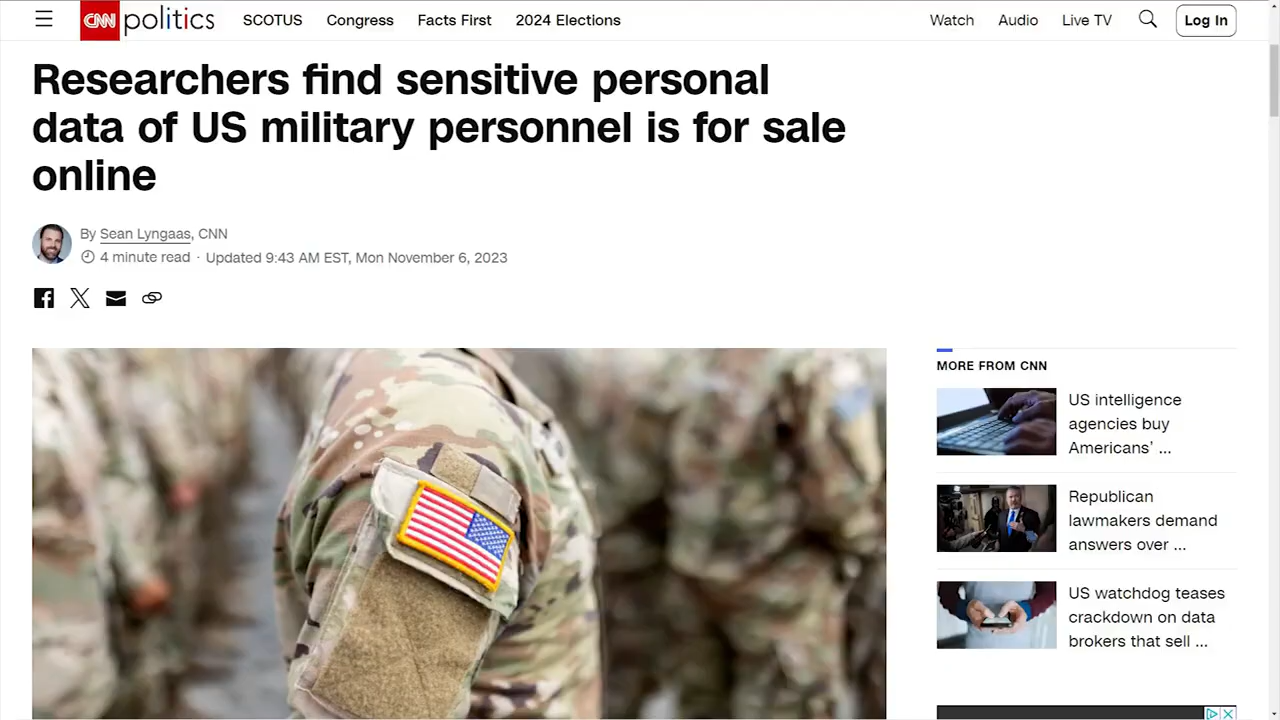 CNN politics SCOTUS Congress Facts First 2024 Elections Watch Audio Live TV Log In
Researchers find sensitive personal
data of US military personnel is for sale
online
By Sean Lyngaas, CNN
4 minute read · Updated 9:43 AM EST, Mon November 6, 2023
MORE FROM CNN
US intelligence
agencies buy
Americans’ ...
Republican
lawmakers demand
answers over ...
US watchdog teases
crackdown on data
brokers that sell ...